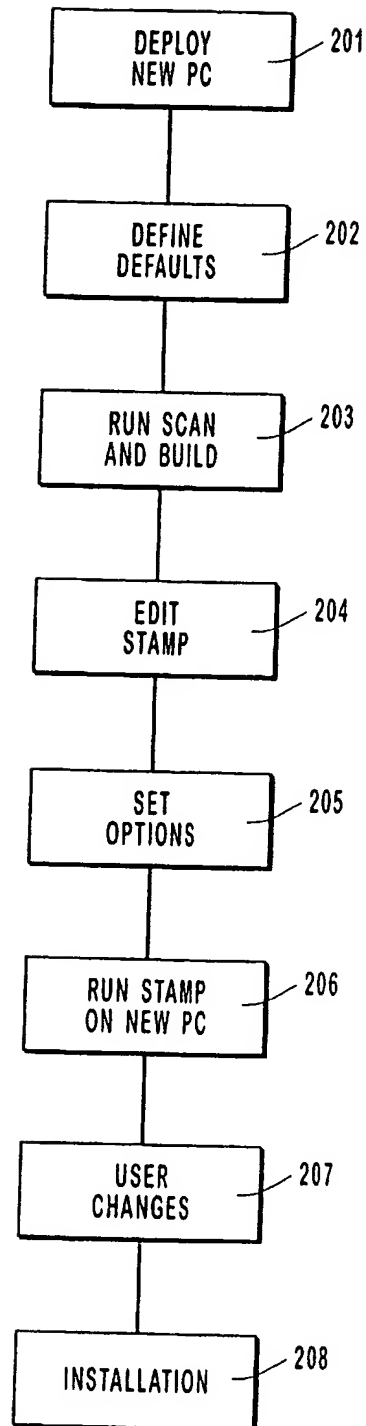 DEPLOY
NEW PC
201
DEFINE
DEFAULTS
202
RUN SCAN
AND BUILD
203
EDIT
STAMP
204
SET
OPTIONS
205
RUN STAMP
ON NEW PC
206
USER
CHANGES
207
INSTALLATION
208